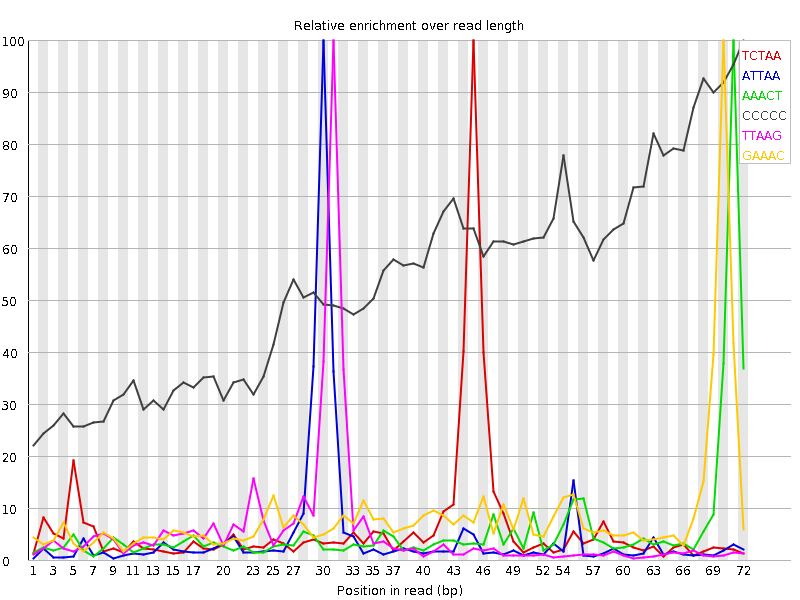 Relative enrichment over read length
100
90
80
70
60
50
40
30
20
10
0
TCTAA
ATTAA
AAACT
CCCCC
TTAAG
GAAAC
1 3 5 7 9 11 13 15 17 20 23 25 27 30 33 35 37 40 43 45 47 49 52 54 57 60 63 66 69 72
Position in read (bp)